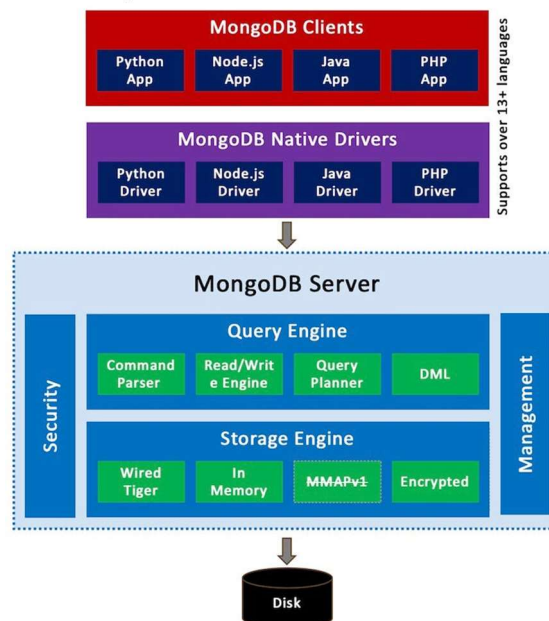 MongoDB Clients
Python
App
Node.js
App
Java
App
PHP
App
MongoDB Native Drivers
Python
Driver
Node.js
Driver
Java
Driver
PHP
Driver
Supports over 13+ languages
MongoDB Server
Security
Query Engine
Command
Parser
Read/Writ
e Engine
Query
Planner
DML
Storage Engine
Wired
Tiger
In
Memory
MMAPv1
Encrypted
Management
Disk